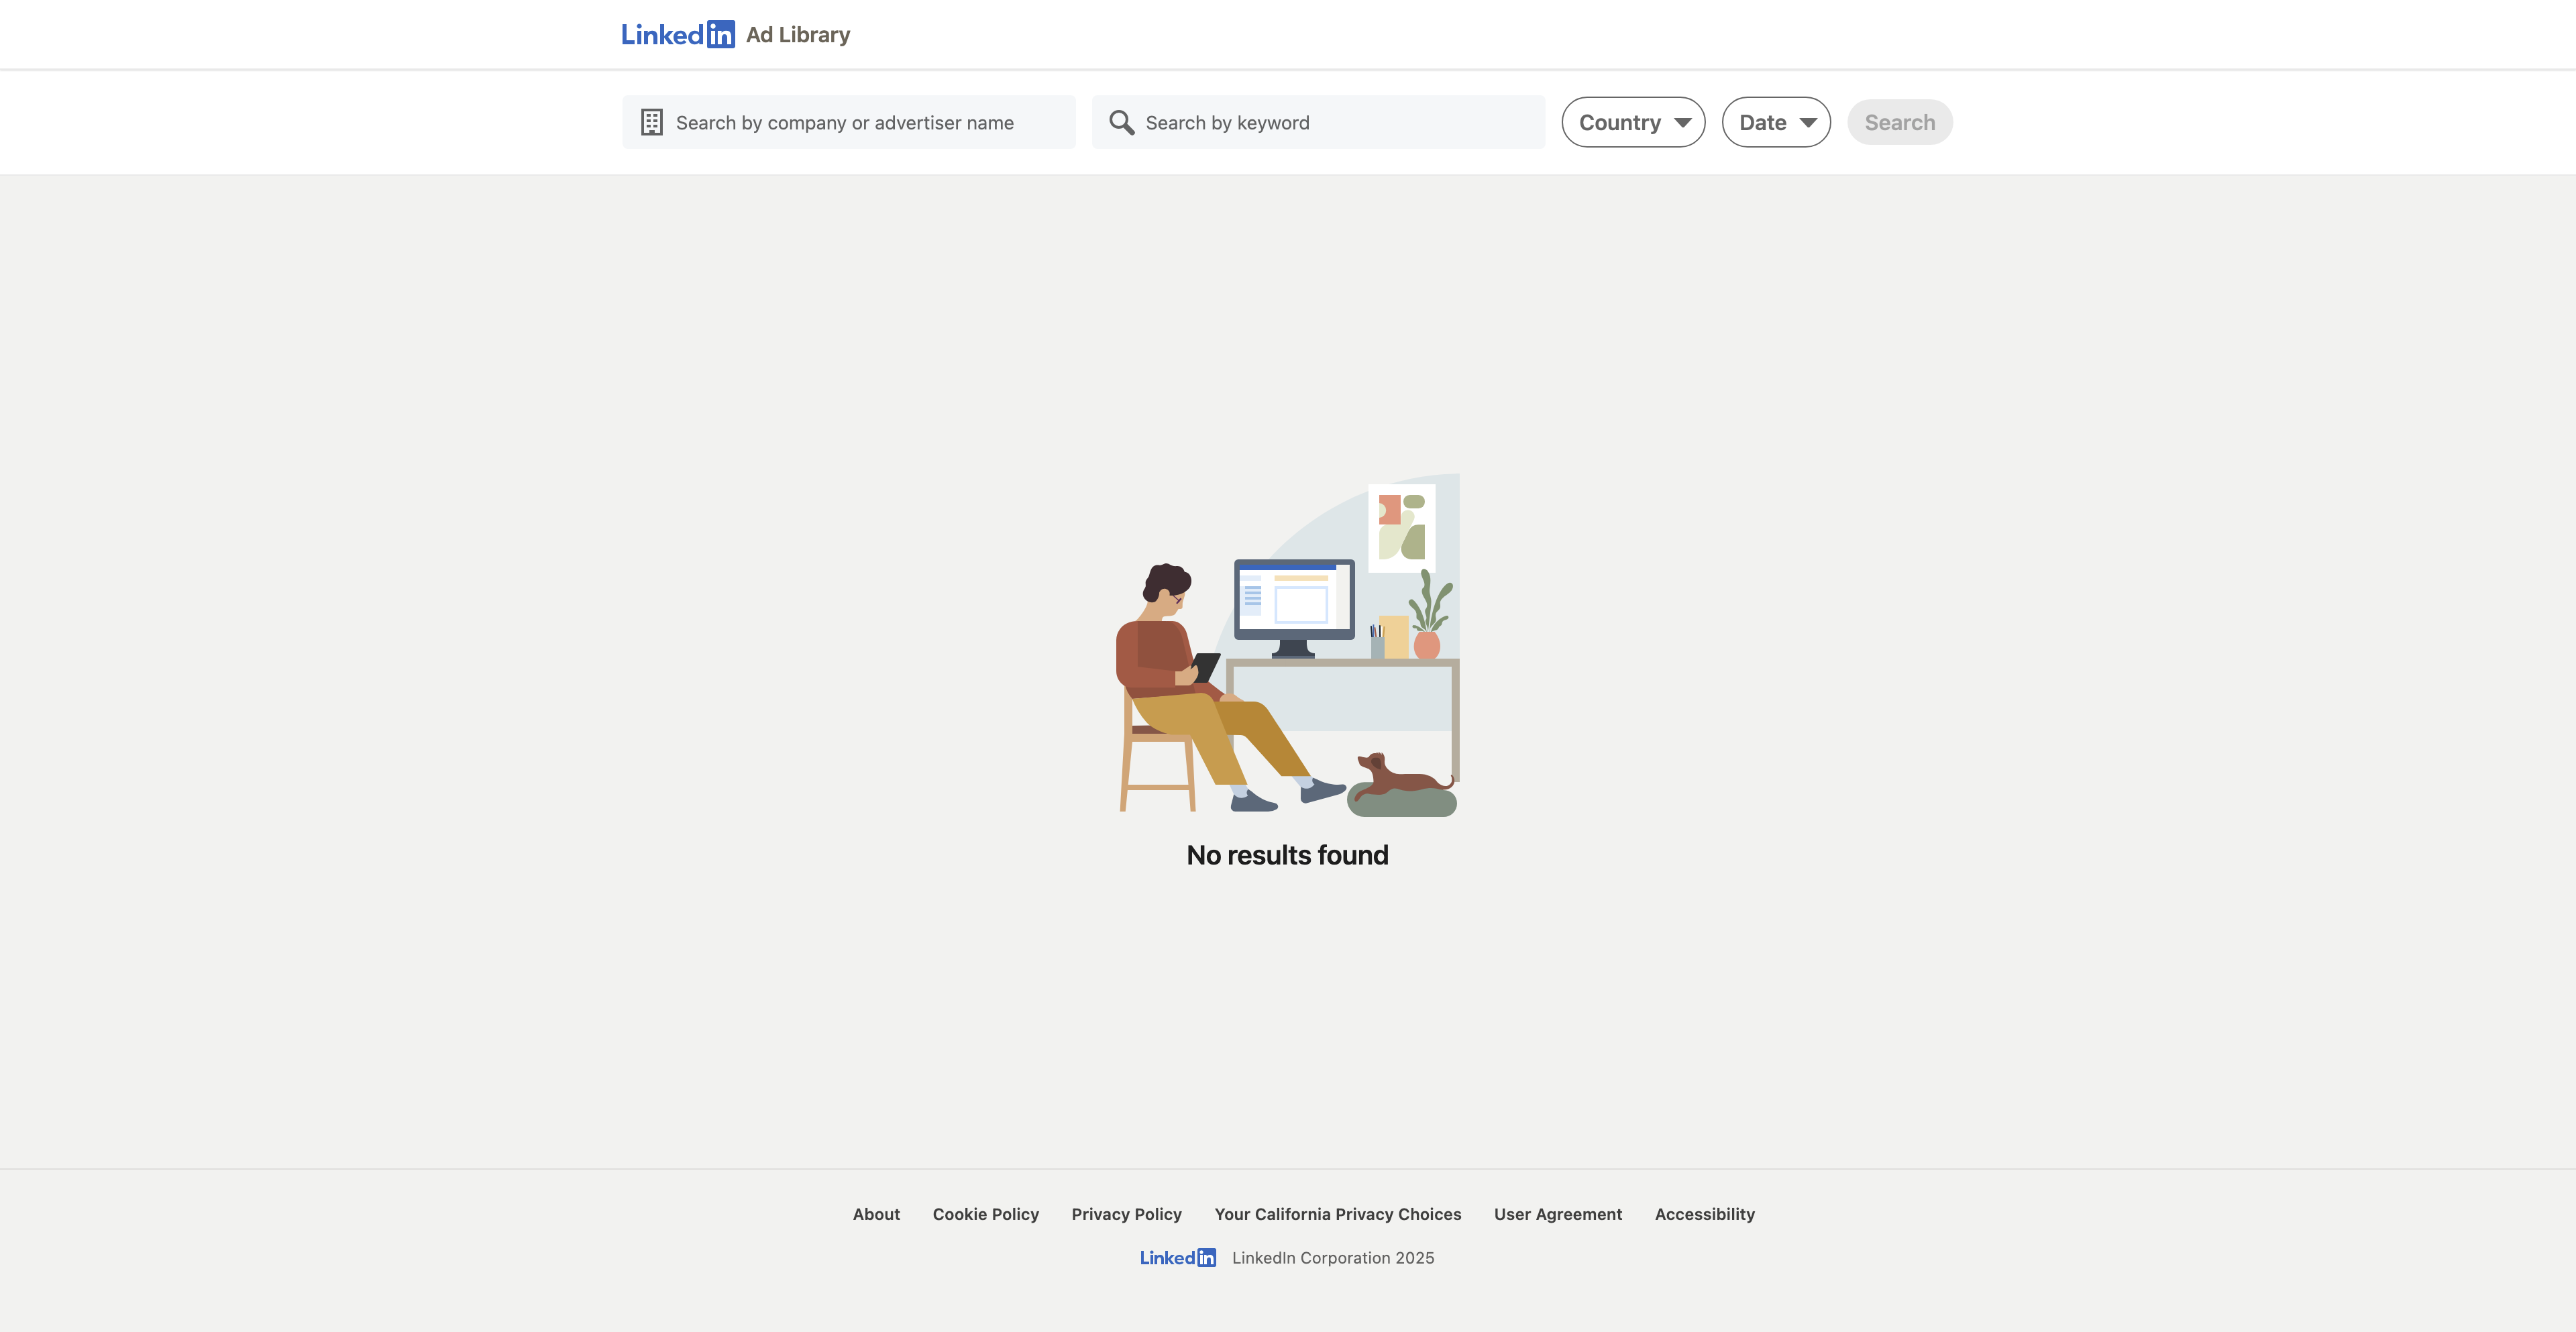 LinkedIn Ad Library
Search by company or advertiser name
Search by keyword
Country
Date
Search
No results found
About Cookie Policy Privacy Policy Your California Privacy Choices User Agreement Accessibility
LinkedIn LinkedIn Corporation 2025